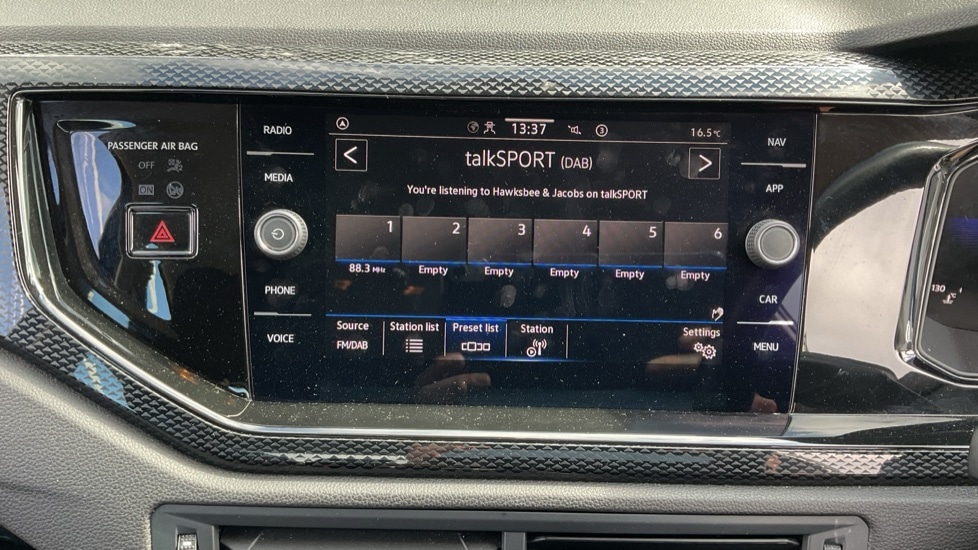 PASSENGER AIR BAG
OFF
ON
RADIO
MEDIA
PHONE
VOICE
13:37
3
16.5 °C
<
talkSPORT (DAB)
>
You're listening to Hawksbee & Jacobs on talkSPORT
1 2 3 4 5 6
88.3 MHz Empty Empty Empty Empty Empty
Source Station list Preset list Station Settings
FM/DAB
NAV
APP
CAR
MENU
130